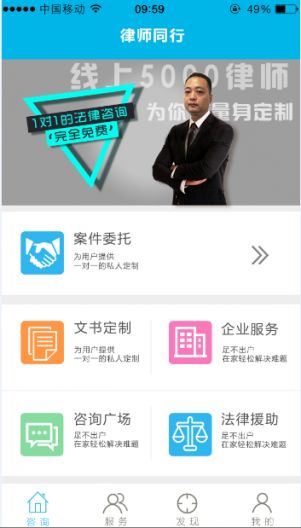 中国移动 09:59 49%
律师同行
线上5000律师
为你量身定制
1对1的法律咨询
完全免费
案件委托
为用户提供
一对一的私人定制
文书定制
为用户提供
一对一的私人定制
企业服务
足不出户
在家轻松解决难题
咨询广场
足不出户
在家轻松解决难题
法律援助
足不出户
在家轻松解决难题
咨询 服务 发现 我的